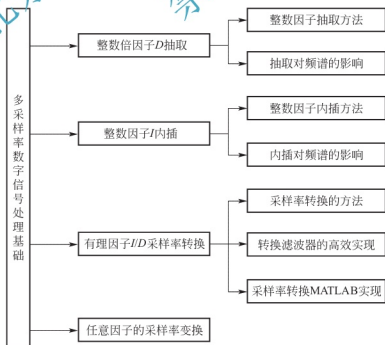 多采样率数字信号处理基础
整数倍因子D抽取
整数因子抽取方法
抽取对频谱的影响
整数因子I内插
整数因子内插方法
内插对频谱的影响
有理因子I/D采样率转换
采样率转换的方法
转换滤波器的高效实现
采样率转换MATLAB实现
任意因子的采样率变换